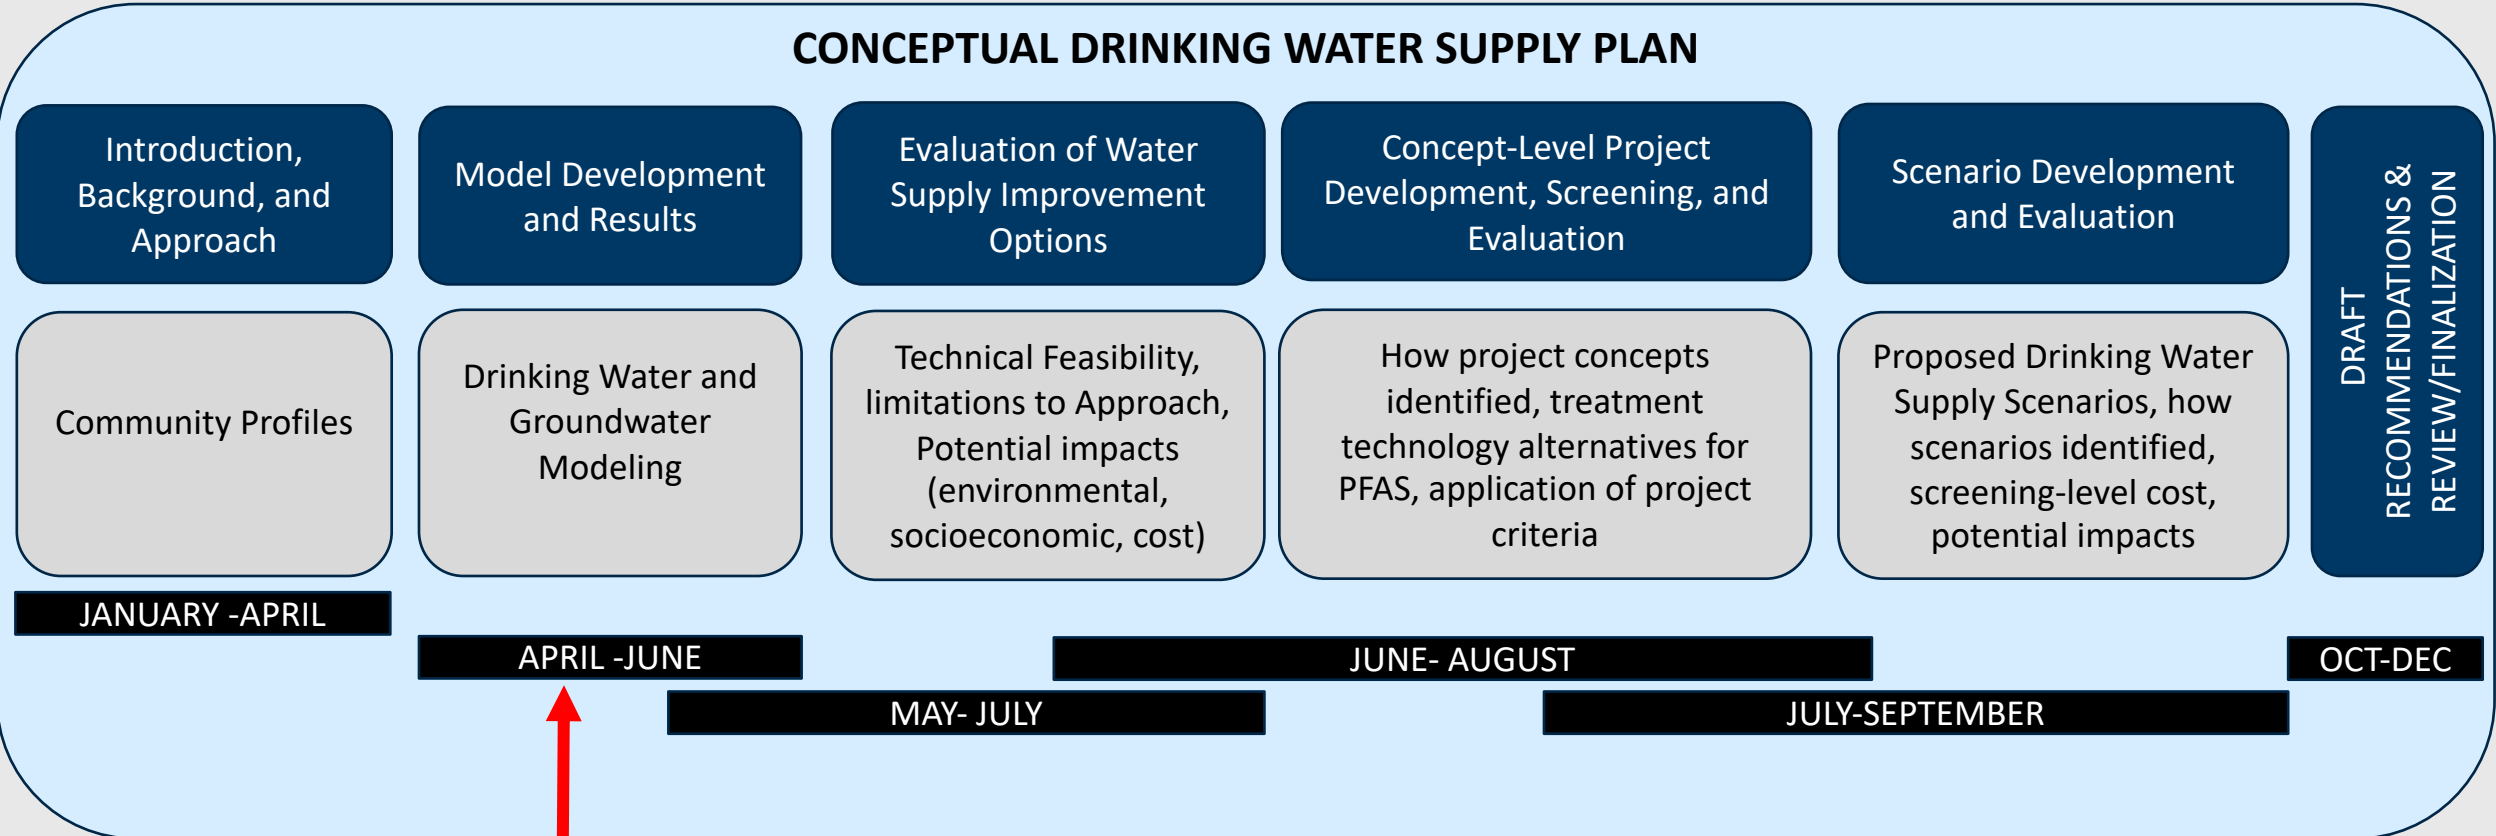 CONCEPTUAL DRINKING WATER SUPPLY PLAN
Introduction,
Background, and
Approach
Model Development
and Results
Evaluation of Water
Supply Improvement
Options
Concept-Level Project
Development, Screening, and
Evaluation
Scenario Development
and Evaluation
DRAFT
RECOMMENDATIONS &
REVIEW/FINALIZATION
Community Profiles
Drinking Water and
Groundwater
Modeling
Technical Feasibility,
limitations to Approach,
Potential impacts
(environmental,
socioeconomic, cost)
How project concepts
identified, treatment
technology alternatives for
PFAS, application of project
criteria
Proposed Drinking Water
Supply Scenarios, how
scenarios identified,
screening-level cost,
potential impacts
JANUARY -APRIL
APRIL -JUNE
JUNE- AUGUST
OCT-DEC
MAY- JULY
JULY-SEPTEMBER